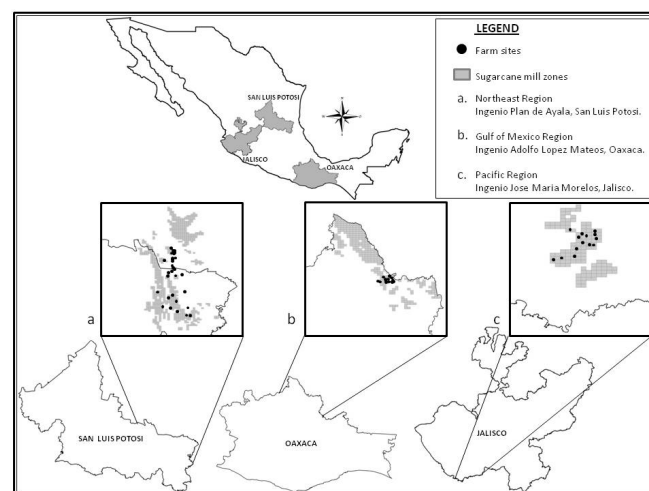 LEGEND
Farm sites
Sugarcane mill zones
a. Northeast Region
Ingenio Plan de Ayala, San Luis Potosi.
b. Gulf of Mexico Region
Ingenio Adolfo Lopez Mateos, Oaxaca.
c. Pacific Region
Ingenio Jose Maria Morelos, Jalisco.
SAN LUIS POTOSI
JALISCO
OAXACA
a
b
c
SAN LUIS POTOSI
OAXACA
JALISCO